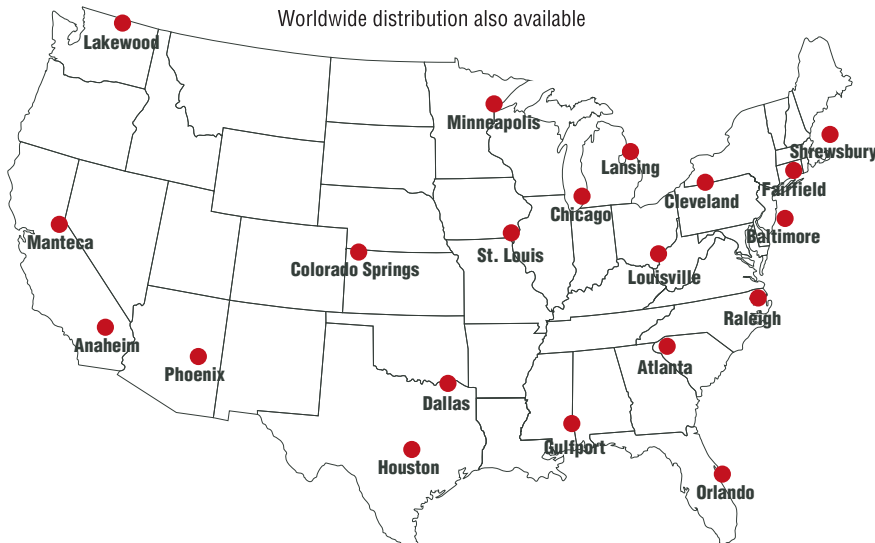 Worldwide distribution also available
Lakewood
Minneapolis
Shrewsbury
Lansing
Fairfield
Cleveland
Chicago
Baltimore
Manteca
St. Louis
Colorado Springs
Louisville
Raleigh
Anaheim
Atlanta
Phoenix
Dallas
Gulfport
Houston
Orlando